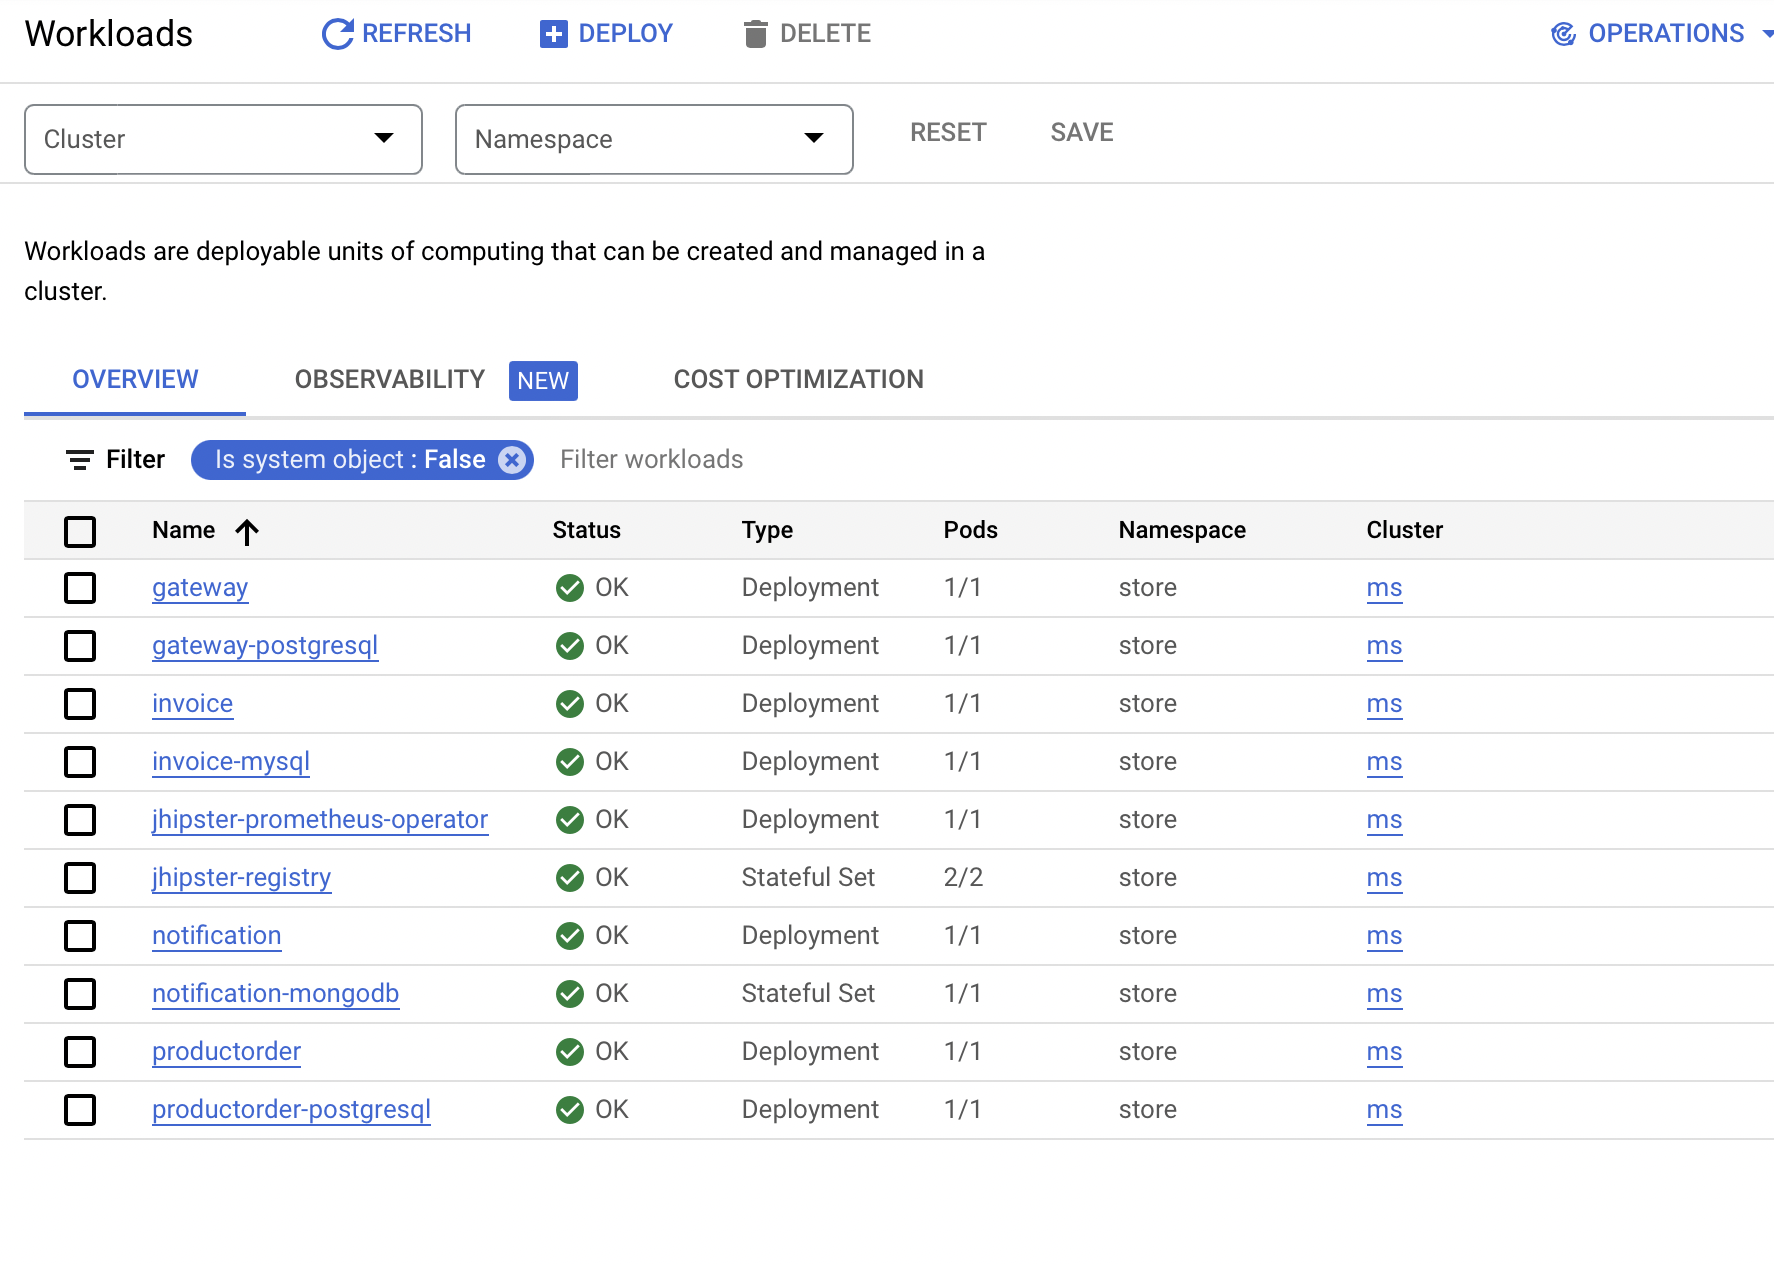 Workloads REFRESH DEPLOY DELETE OPERATIONS
Cluster Namespace RESET SAVE
Workloads are deployable units of computing that can be created and managed in a
cluster.
OVERVIEW OBSERVABILITY NEW COST OPTIMIZATION
Filter Is system object : False Filter workloads
Name Status Type Pods Namespace Cluster
gateway OK Deployment 1/1 store ms
gateway-postgresql OK Deployment 1/1 store ms
invoice OK Deployment 1/1 store ms
invoice-mysql OK Deployment 1/1 store ms
jhipster-prometheus-operator OK Deployment 1/1 store ms
jhipster-registry OK Stateful Set 2/2 store ms
notification OK Deployment 1/1 store ms
notification-mongodb OK Stateful Set 1/1 store ms
productorder OK Deployment 1/1 store ms
productorder-postgresql OK Deployment 1/1 store ms